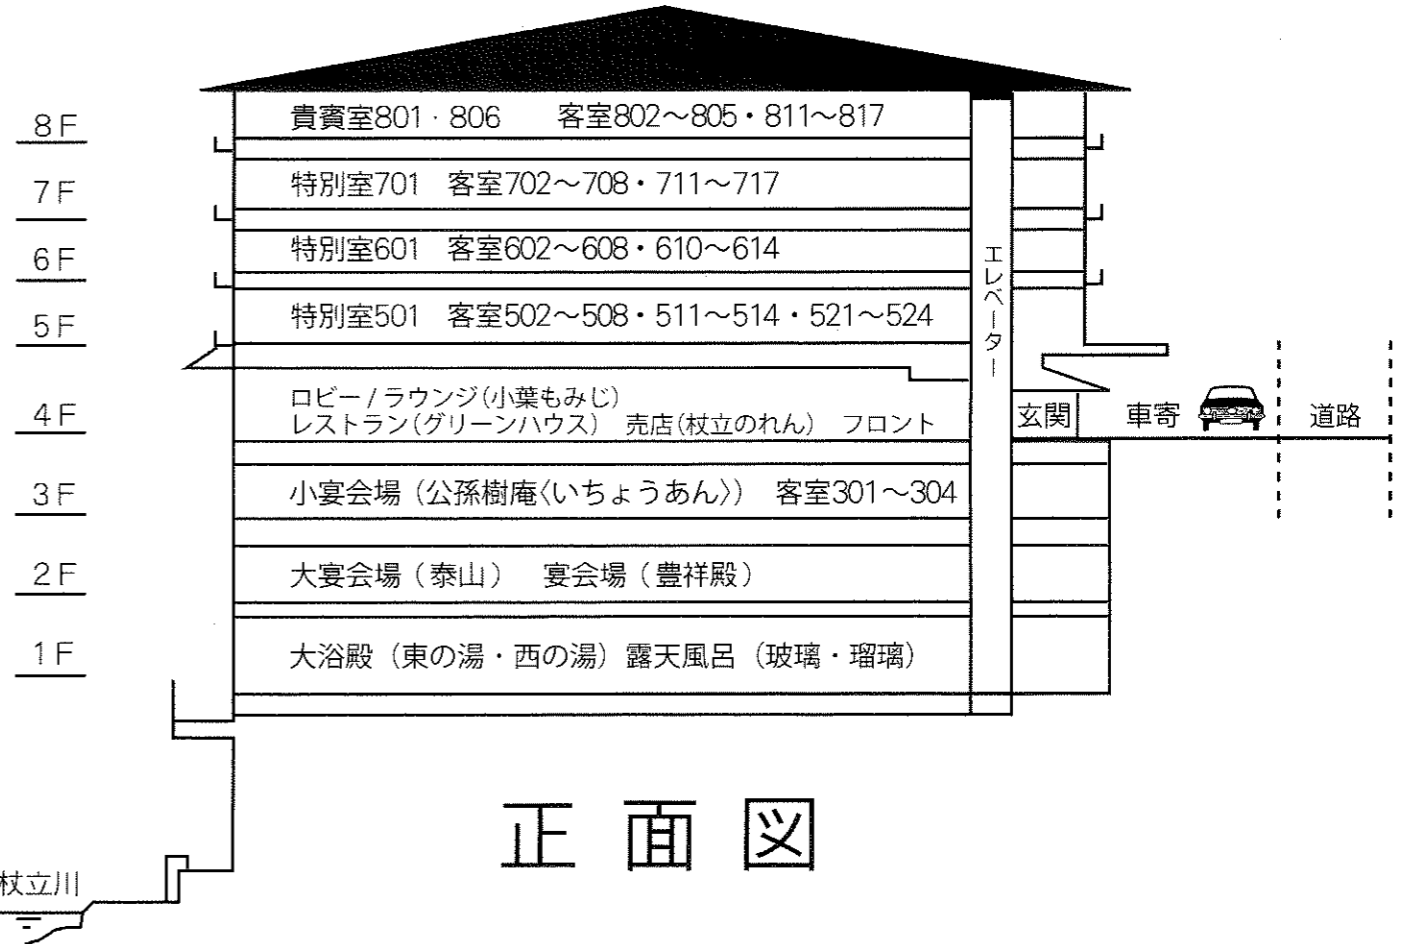 8F
貴賓室801・806　客室802～805・811～817
7F
特別室701　客室702～708・711～717
6F
特別室601　客室602～608・610～614
5F
特別室501　客室502～508・511～514・521～524
エレベーター
4F
ロビー/ラウンジ(小葉もみじ)
レストラン(グリーンハウス)　売店(杖立のれん)　フロント
玄関
車寄
道路
3F
小宴会場（公孫樹庵〈いちょうあん〉）　客室301～304
2F
大宴会場（泰山）　宴会場（豊祥殿）
1F
大浴殿（東の湯・西の湯）露天風呂（玻璃・瑠璃）
正面図
杖立川